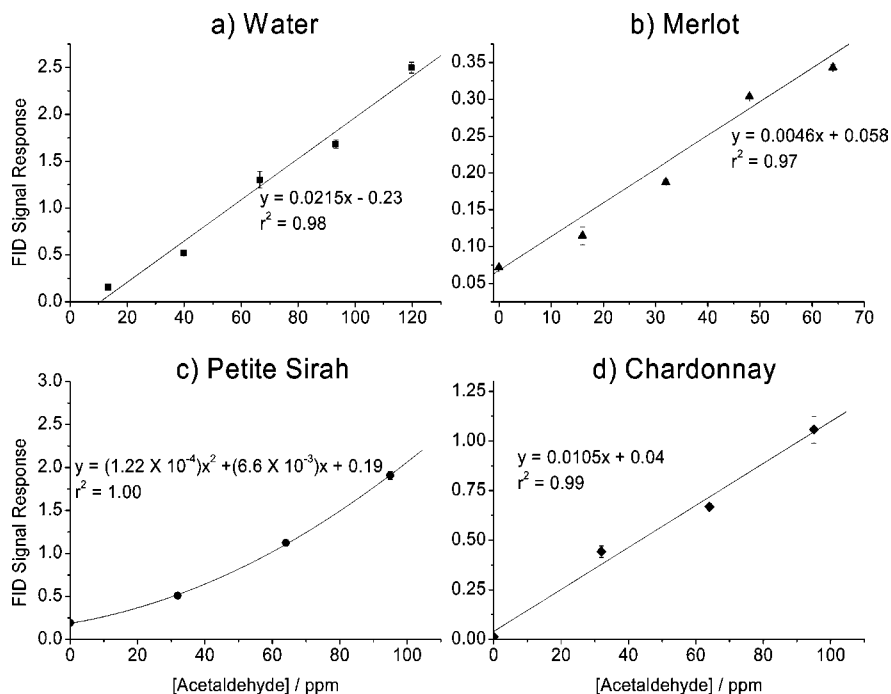 a) Water
b) Merlot
FID Signal Response
2.5
2.0
1.5
1.0
0.5
0.0
y = 0.0215x - 0.23
r² = 0.98
0 20 40 60 80 100 120
0.35
0.30
0.25
0.20
0.15
0.10
0.05
y = 0.0046x + 0.058
r² = 0.97
0 10 20 30 40 50 60 70
c) Petite Sirah
d) Chardonnay
FID Signal Response
3.0
2.5
2.0
1.5
1.0
0.5
0.0
y = (1.22 X 10⁻⁴)x² +(6.6 X 10⁻³)x + 0.19
r² = 1.00
0 20 40 60 80 100
[Acetaldehyde] / ppm
1.25
1.00
0.75
0.50
0.25
0.00
y = 0.0105x + 0.04
r² = 0.99
0 20 40 60 80 100
[Acetaldehyde] / ppm